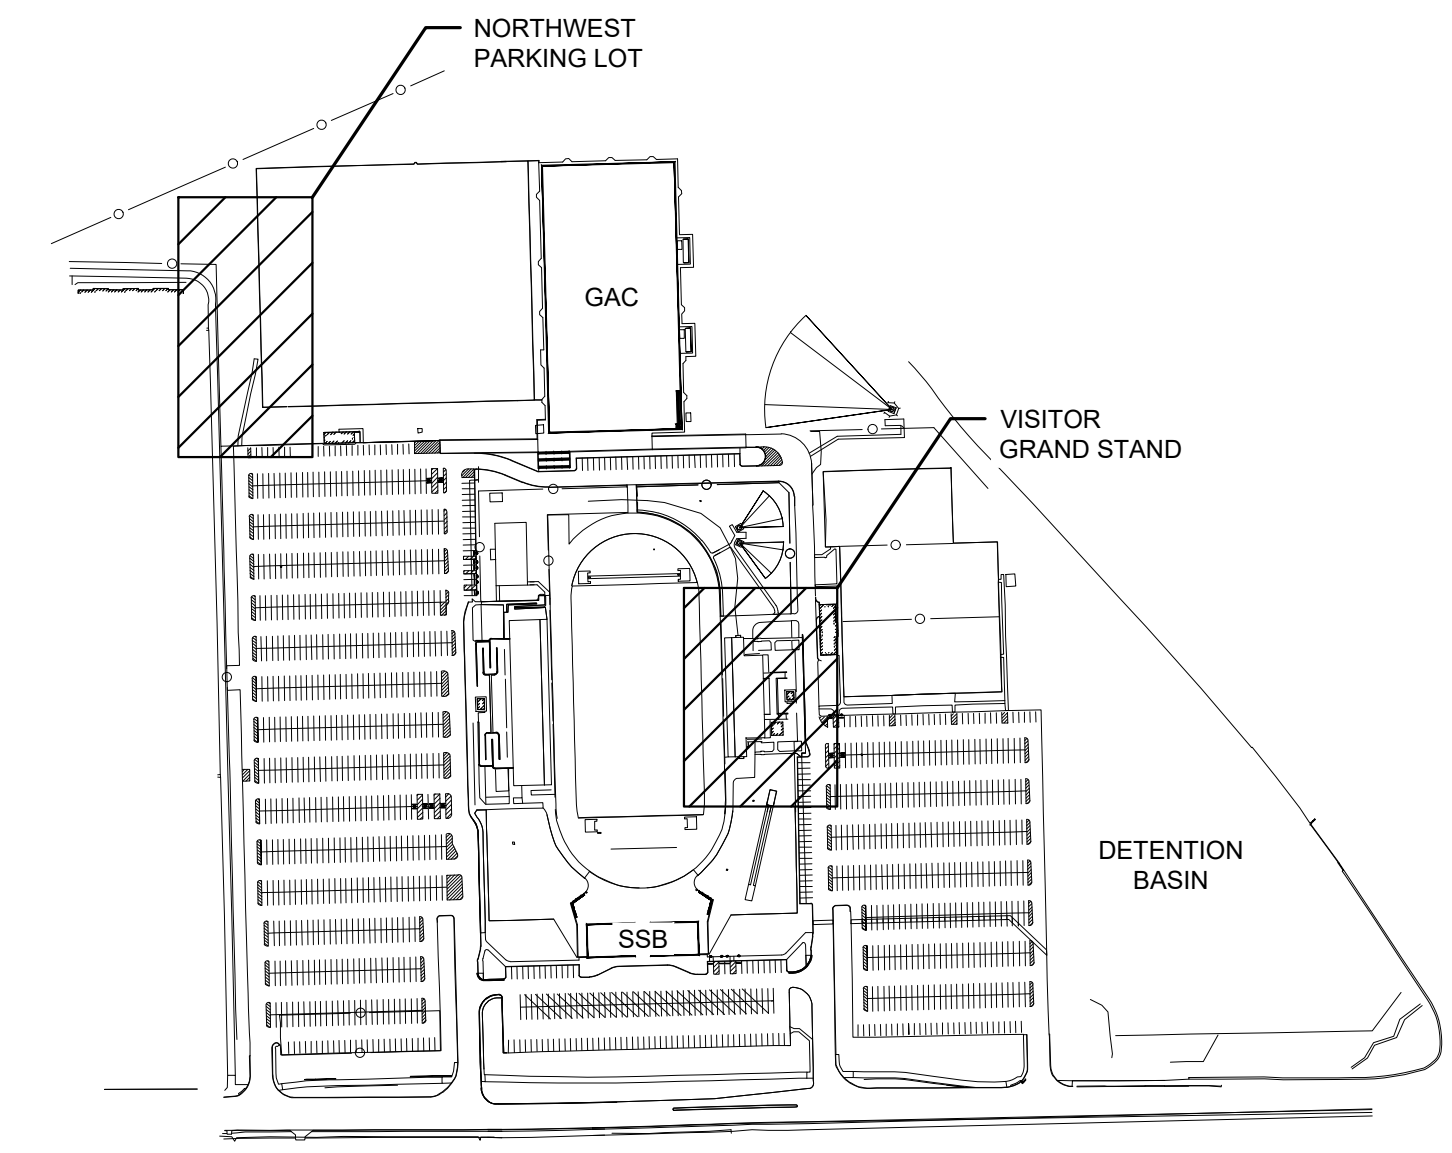 NORTHWEST
PARKING LOT
GAC
VISITOR
GRAND STAND
DETENTION
BASIN
SSB